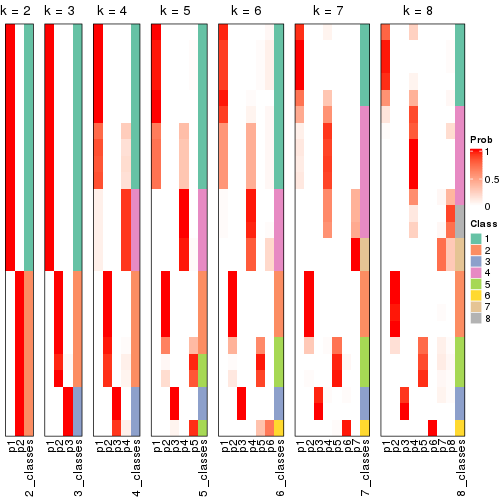 k = 2 k = 3 k = 4 k = 5 k = 6 k = 7 k = 8
Prob
1
0.5
0
Class
1
2
3
4
5
6
7
8
p1 p2 2_classes
p1 p2 p3 3_classes
p1 p2 p3 p4 4_classes
p1 p2 p3 p4 p5 5_classes
p1 p2 p3 p4 p5 p6 6_classes
p1 p2 p3 p4 p5 p6 p7 7_classes
p1 p2 p3 p4 p5 p6 p7 p8 8_classes